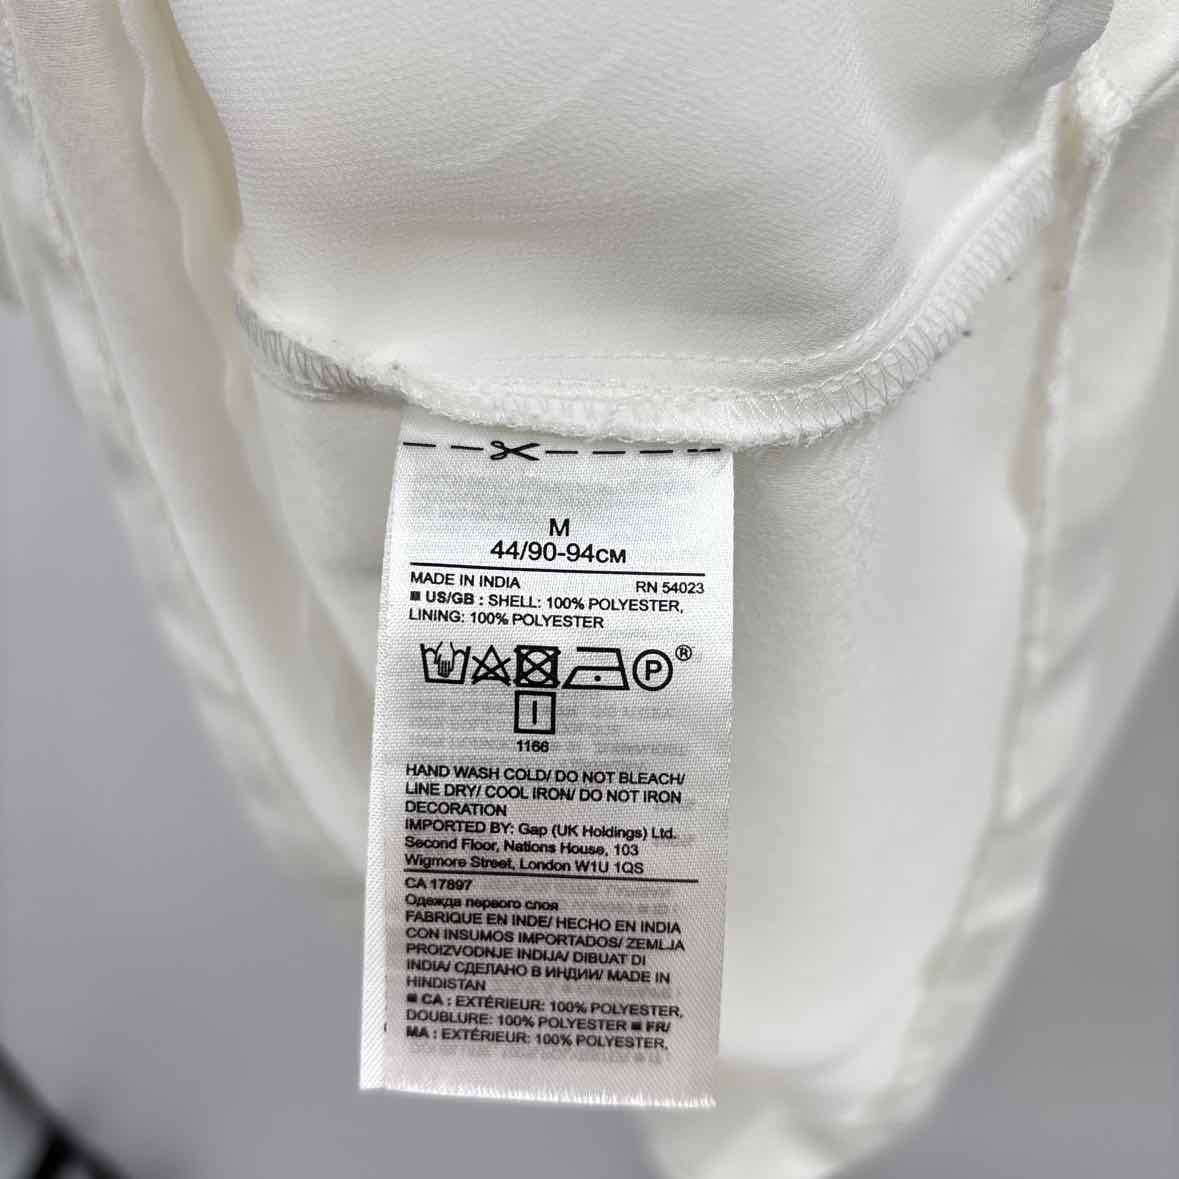 M
44/90-94см
MADE IN INDIA RN 54023
■ US/GB : SHELL: 100% POLYESTER,
LINING: 100% POLYESTER
P ®
1166
HAND WASH COLD/ DO NOT BLEACH/
LINE DRY/ COOL IRON/ DO NOT IRON
DECORATION
IMPORTED BY: Gap (UK Holdings) Ltd.
Second Floor, Nations House, 103
Wigmore Street, London W1U 1QS
CA 17897
Одежда первого слоя
FABRIQUE EN INDE/ HECHO EN INDIA
CON INSUMOS IMPORTADOS/ ZEMLJA
PROIZVODNJE INDIJA/ DIBUAT DI
INDIA/ СДЕЛАНО В ИНДИИ/ MADE IN
HINDISTAN
■ CA : EXTÉRIEUR: 100% POLYESTER,
DOUBLURE: 100% POLYESTER ■ FR/
MA : EXTÉRIEUR: 100% POLYESTER,